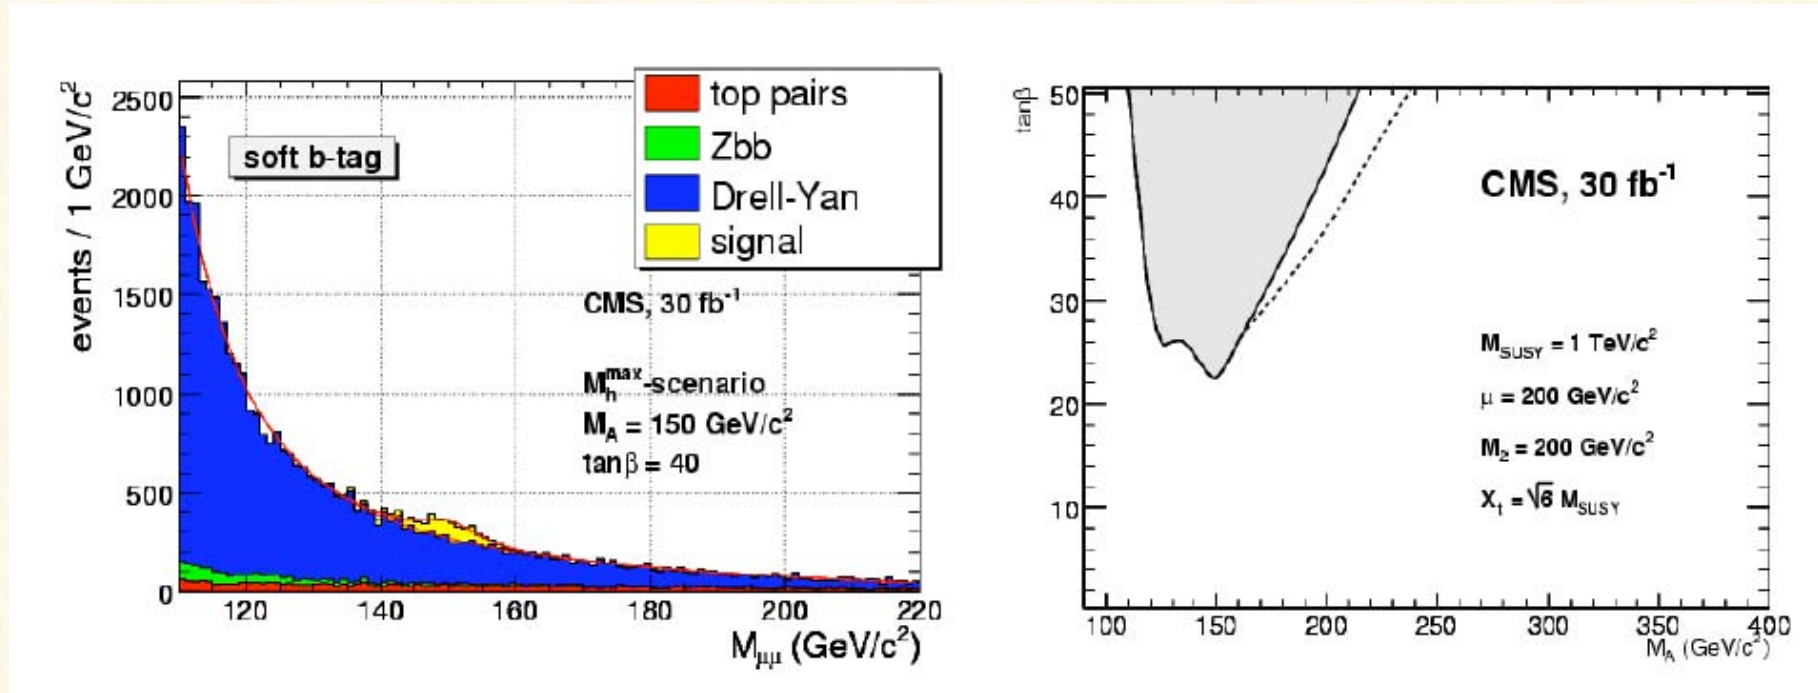 events / 1 GeV/c²
2500
2000
1500
1000
500
0
soft b-tag
top pairs
Zbb
Drell-Yan
signal
CMS, 30 fb⁻¹
M_h^max-scenario
M_A = 150 GeV/c²
tanβ = 40
120 140 160 180 200 220
M_μμ (GeV/c²)
tanβ
50
40
30
20
10
CMS, 30 fb⁻¹
M_SUSY = 1 TeV/c²
μ = 200 GeV/c²
M₂ = 200 GeV/c²
X_t = √6 M_SUSY
100 150 200 250 300 350 400
M_A (GeV/c²)